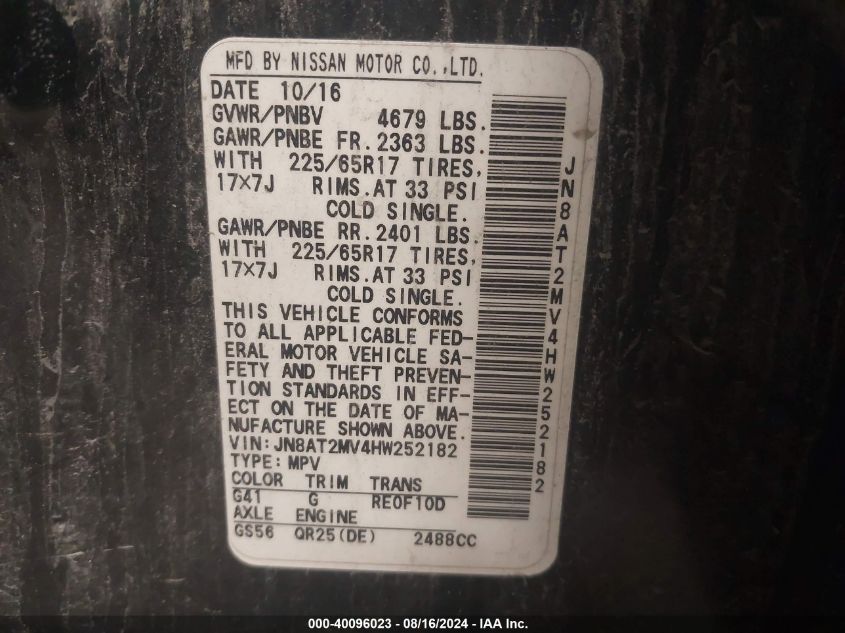 MFD BY NISSAN MOTOR CO.,LTD.
DATE 10/16
GVWR/PNBV 4679 LBS.
GAWR/PNBE FR. 2363 LBS.
WITH 225/65R17 TIRES,
17×7J RIMS.AT 33 PSI
COLD SINGLE.
GAWR/PNBE RR. 2401 LBS.
WITH 225/65R17 TIRES,
17×7J RIMS.AT 33 PSI
COLD SINGLE.
THIS VEHICLE CONFORMS
TO ALL APPLICABLE FED-
ERAL MOTOR VEHICLE SA-
FETY AND THEFT PREVEN-
TION STANDARDS IN EFF-
ECT ON THE DATE OF MA-
NUFACTURE SHOWN ABOVE.
VIN:JN8AT2MV4HW252182
TYPE:MPV
COLOR TRIM TRANS
G41 G RE0F10D
AXLE ENGINE
GS56 QR25(DE) 2488CC
JN8AT2MV4HW252182
000-40096023 - 08/16/2024 - IAA Inc.